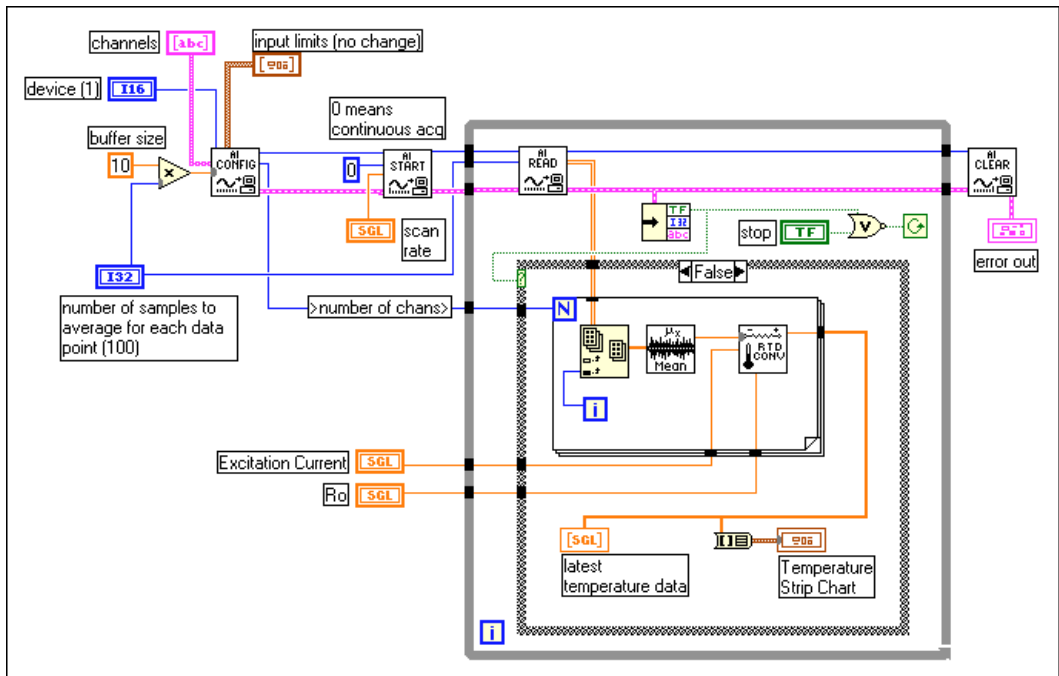 channels
[abc]
input limits (no change)
device (1)
I16
0 means
continuous acq
buffer size
10
x
AI
CONFIG
0
AI
START
AI
READ
AI
CLEAR
SGL
scan
rate
TF
I32
abc
stop
TF
V
error out
I32
number of samples to
average for each data
point (100)
>number of chans>
?
False
N
μx
Mean
- +
RTD
CONV
i
Excitation Current
SGL
Ro
SGL
[SGL]
latest
temperature data
Temperature
Strip Chart
i